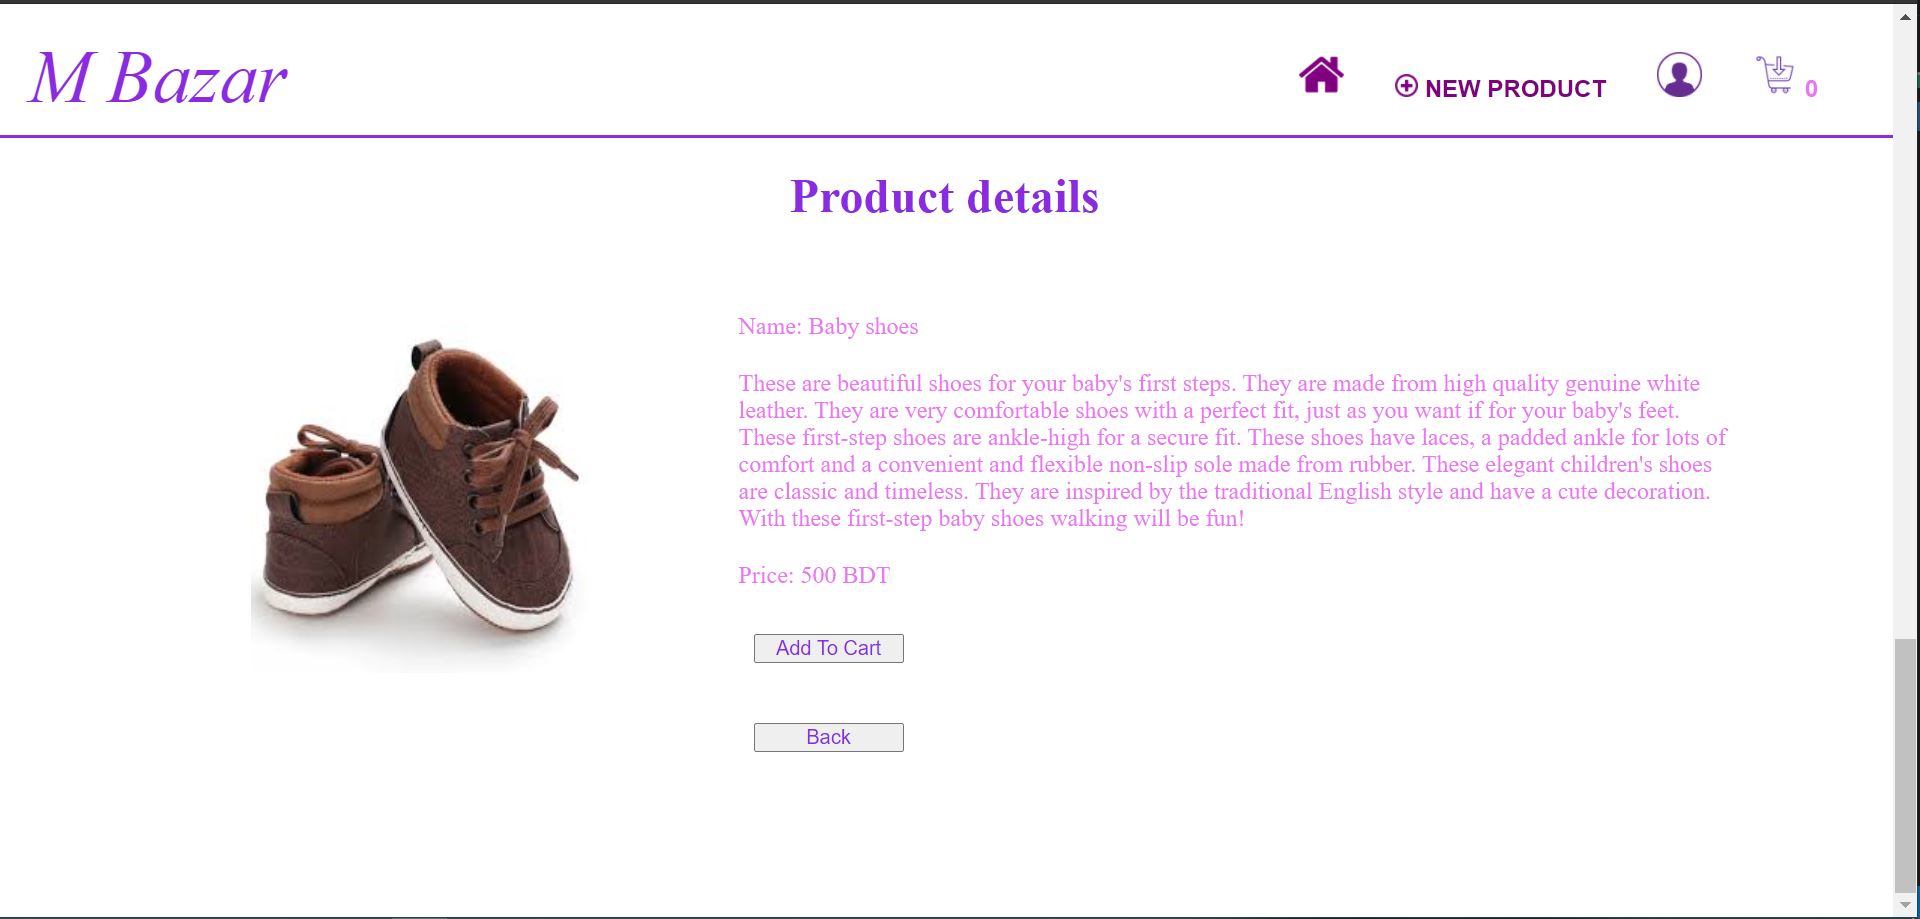 M Bazar
NEW PRODUCT
0
Product details
Name: Baby shoes
These are beautiful shoes for your baby's first steps. They are made from high quality genuine white
leather. They are very comfortable shoes with a perfect fit, just as you want if for your baby's feet.
These first-step shoes are ankle-high for a secure fit. These shoes have laces, a padded ankle for lots of
comfort and a convenient and flexible non-slip sole made from rubber. These elegant children's shoes
are classic and timeless. They are inspired by the traditional English style and have a cute decoration.
With these first-step baby shoes walking will be fun!
Price: 500 BDT
Add To Cart
Back